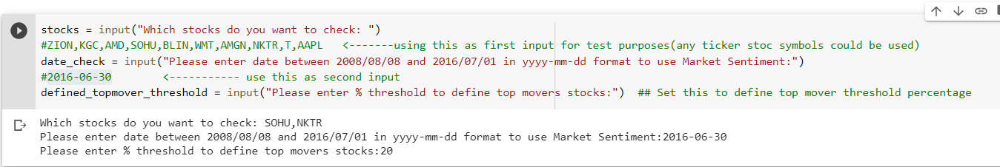 stocks = input("Which stocks do you want to check: ")
#ZION,KGC,AMD,SOHU,BLIN,WMT,AMGN,NKTR,T,AAPL   <-------using this as first input for test purposes(any ticker stoc symbols could be used)
date_check = input("Please enter date between 2008/08/08 and 2016/07/01 in yyyy-mm-dd format to use Market Sentiment:")
#2016-06-30        <----------- use this as second input
defined_topmover_threshold = input("Please enter % threshold to define top movers stocks:")  ## Set this to define top mover threshold percentage
Which stocks do you want to check: SOHU,NKTR
Please enter date between 2008/08/08 and 2016/07/01 in yyyy-mm-dd format to use Market Sentiment:2016-06-30
Please enter % threshold to define top movers stocks:20